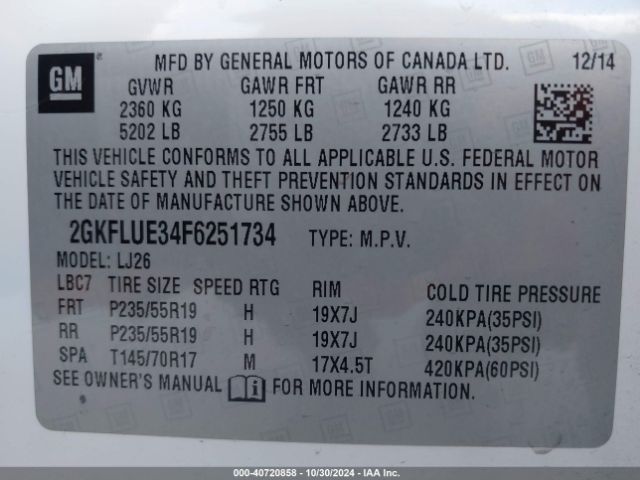 GM
MFD BY GENERAL MOTORS OF CANADA LTD. 12/14
GVWR GAWR FRT GAWR RR
2360 KG 1250 KG 1240 KG
5202 LB 2755 LB 2733 LB
THIS VEHICLE CONFORMS TO ALL APPLICABLE U.S. FEDERAL MOTOR
VEHICLE SAFETY AND THEFT PREVENTION STANDARDS IN EFFECT ON
THE DATE OF MANUFACTURE SHOWN ABOVE.
2GKFLUE34F6251734 TYPE: M.P.V.
MODEL: LJ26
LBC7 TIRE SIZE SPEED RTG RIM COLD TIRE PRESSURE
FRT P235/55R19 H 19X7J 240KPA(35PSI)
RR P235/55R19 H 19X7J 240KPA(35PSI)
SPA T145/70R17 M 17X4.5T 420KPA(60PSI)
SEE OWNER'S MANUAL FOR MORE INFORMATION.
000-40720858 - 10/30/2024 - IAA Inc.